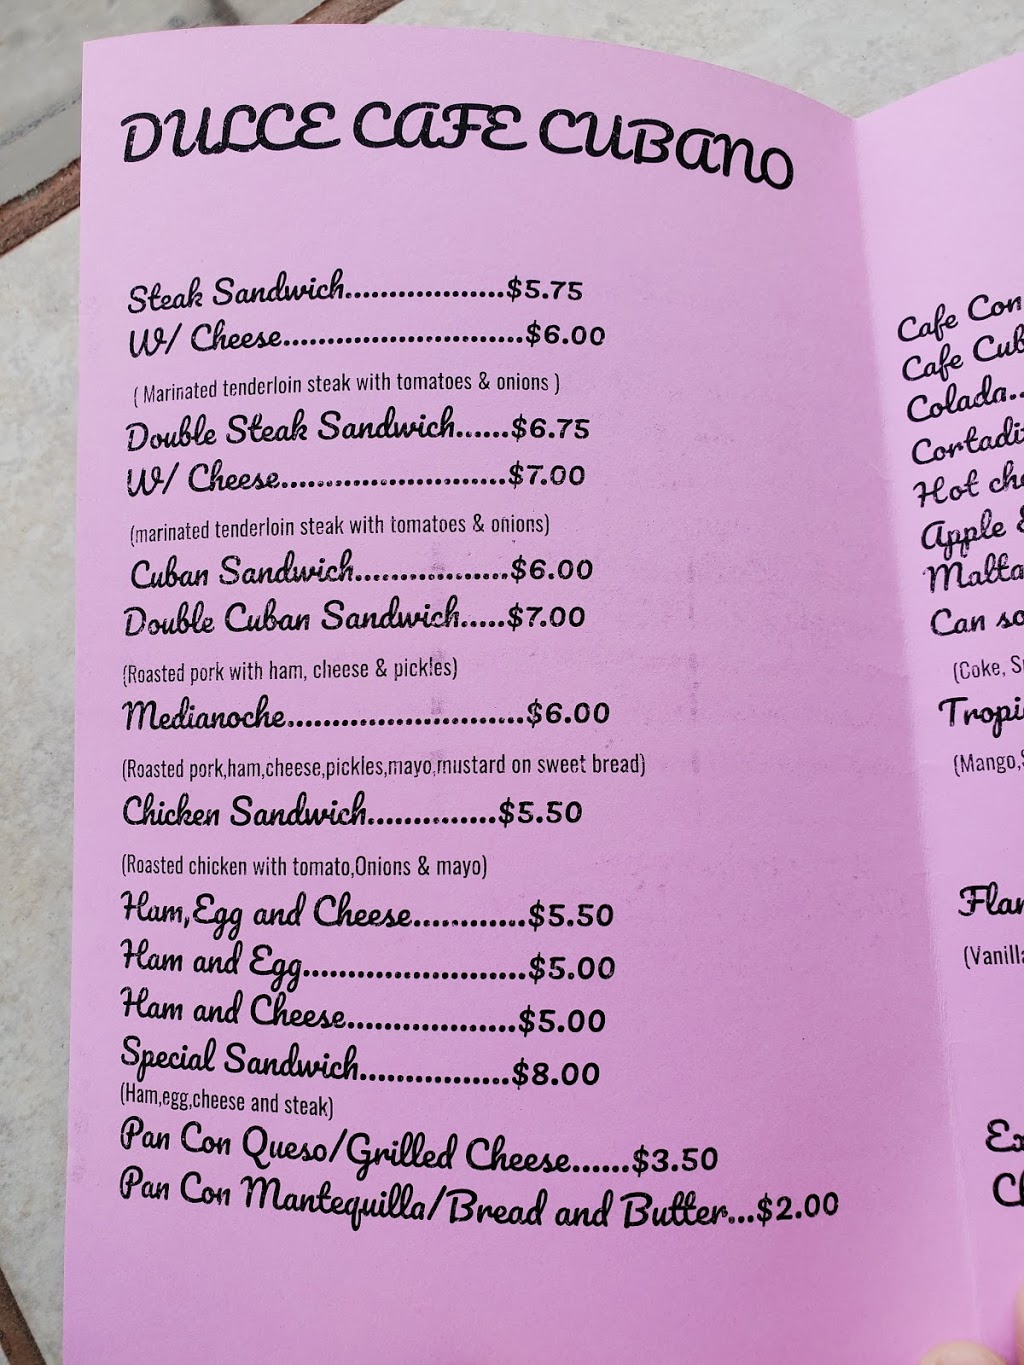 DULCE CAFE CUBANO
Steak Sandwich...................$5.75
W/ Cheese...........................$6.00
( Marinated tenderloin steak with tomatoes & onions )
Double Steak Sandwich......$6.75
W/ Cheese..........................$7.00
(marinated tenderloin steak with tomatoes & onions)
Cuban Sandwich..................$6.00
Double Cuban Sandwich.....$7.00
(Roasted pork with ham, cheese & pickles)
Medianoche...........................$6.00
(Roasted pork,ham,cheese,pickles,mayo,mustard on sweet bread)
Chicken Sandwich...............$5.50
(Roasted chicken with tomato,Onions & mayo)
Ham,Egg and Cheese.............$5.50
Ham and Egg..........................$5.00
Ham and Cheese....................$5.00
Special Sandwich.................$8.00
(Ham,egg,cheese and steak)
Pan Con Queso/Grilled Cheese......$3.50
Pan Con Mantequilla/Bread and Butter...$2.00
Cafe Con
Cafe
Colada..
Hot
Apple
Malta
Can
(Coke,
(Mango,